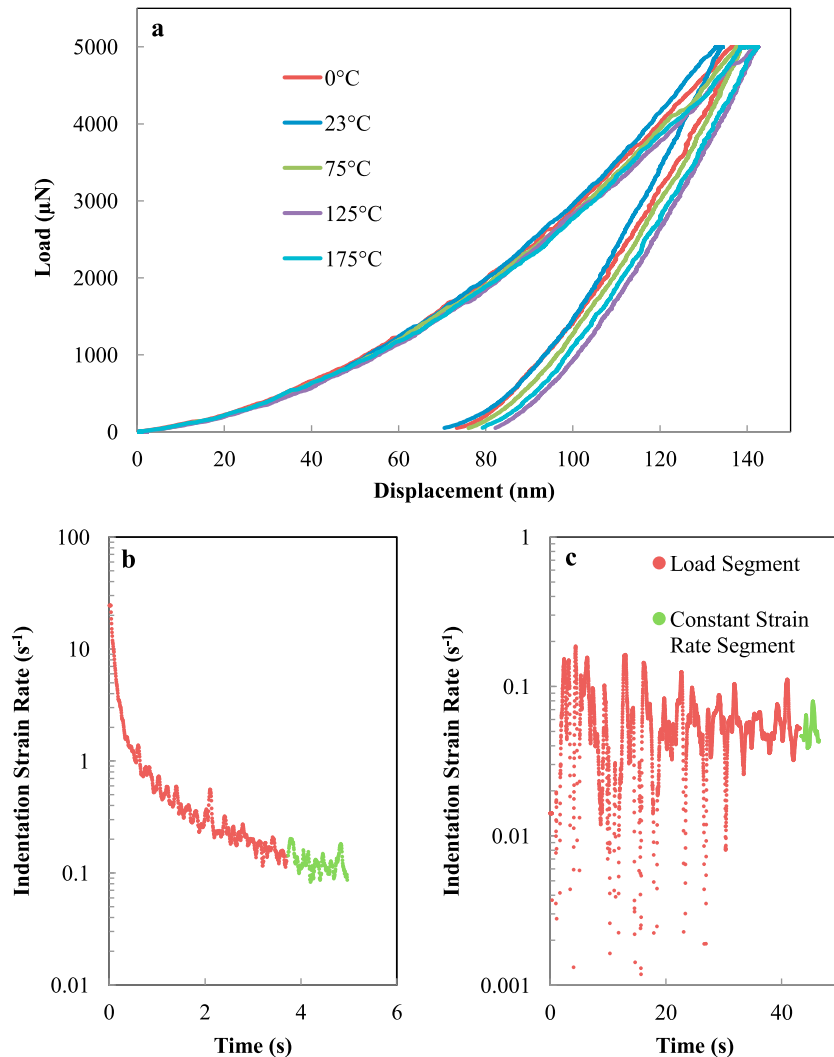 a
5000
4000
3000
2000
1000
0
Load (μN)
0°C
23°C
75°C
125°C
175°C
0 20 40 60 80 100 120 140
Displacement (nm)
b
100
10
1
0.1
0.01
Indentation Strain Rate (s⁻¹)
0 2 4 6
Time (s)
c
1
0.1
0.01
0.001
Indentation Strain Rate (s⁻¹)
Load Segment
Constant Strain
Rate Segment
0 20 40
Time (s)